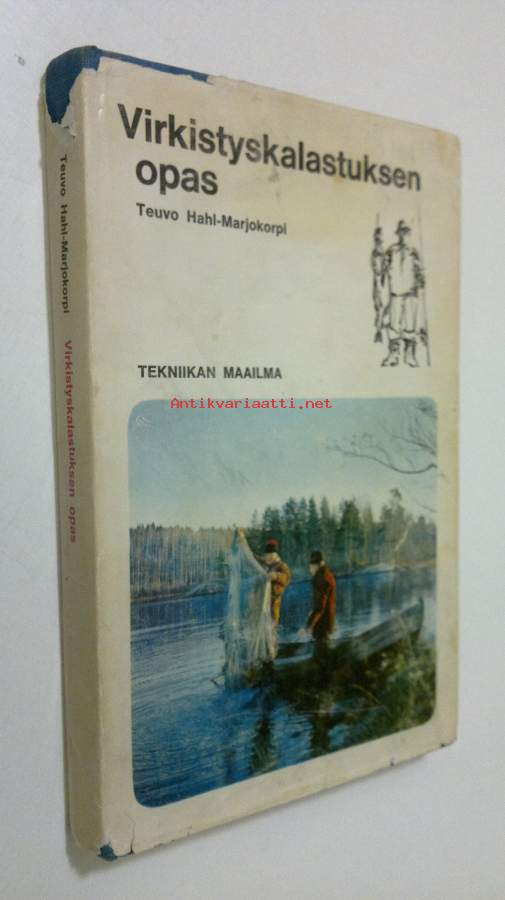 Virkistyskalastuksen
opas
Teuvo Hahl-Marjokorpi
TEKNIIKAN MAAILMA
Antikvariaatti.net
Teuvo Hahl-Marjokorpi Virkistyskalastuksen opas